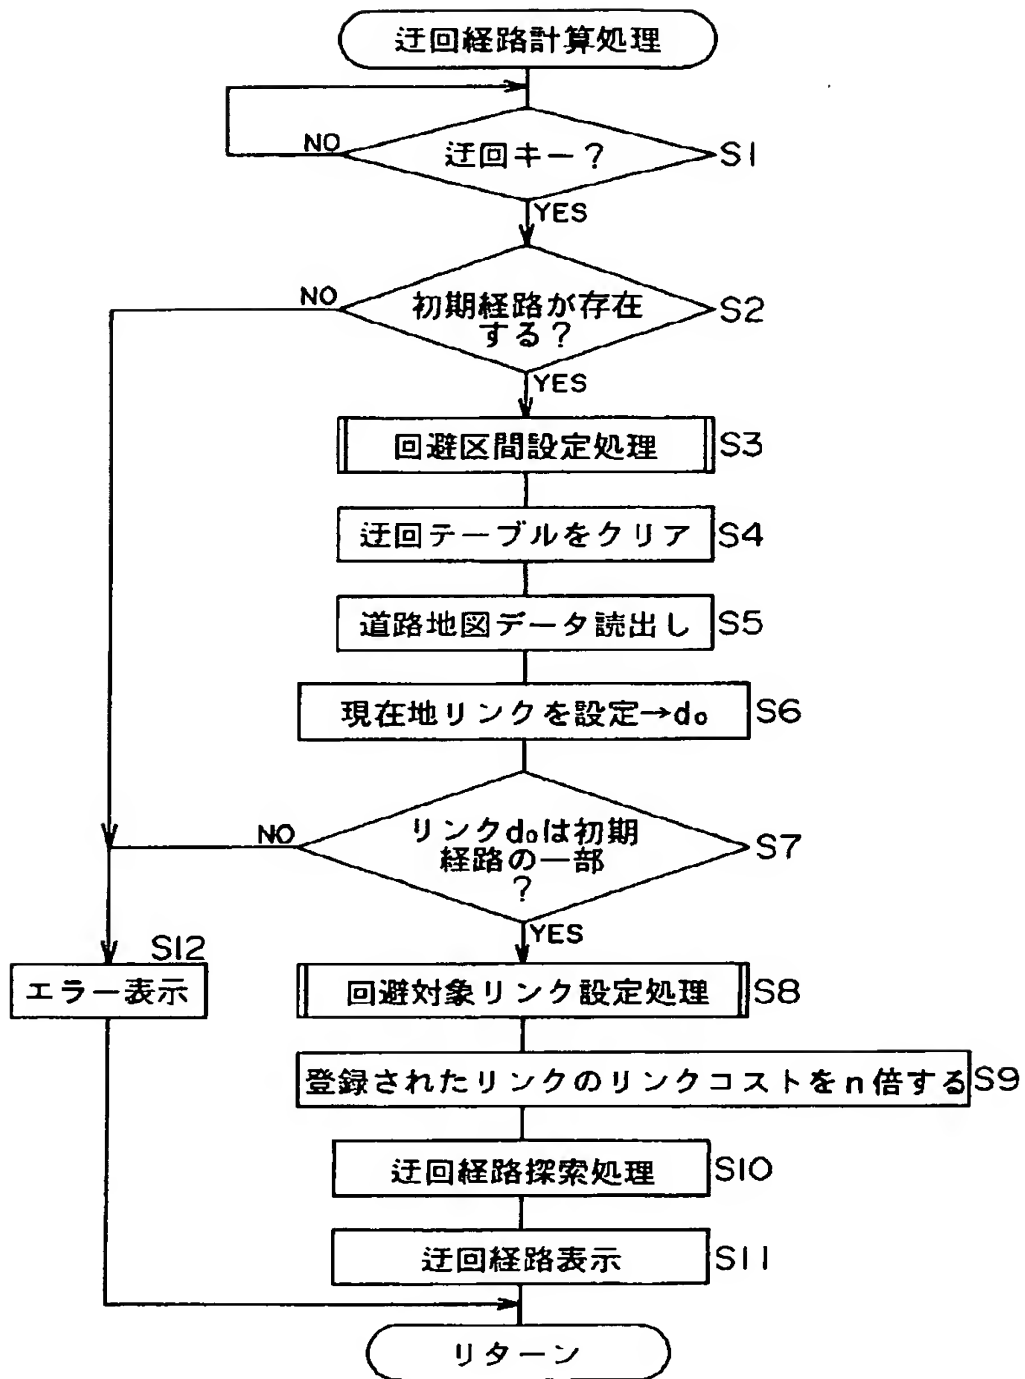 迂回経路計算処理
NO
迂回キー?
S1
YES
NO
初期経路が存在
する?
S2
YES
回避区間設定処理
S3
迂回テーブルをクリア
S4
道路地図データ読出し
S5
現在地リンクを設定→d₀
S6
NO
リンクd₀は初期
経路の一部
?
S7
YES
S12
エラー表示
回避対象リンク設定処理
S8
登録されたリンクのリンクコストをn倍する
S9
迂回経路探索処理
S10
迂回経路表示
S11
リターン